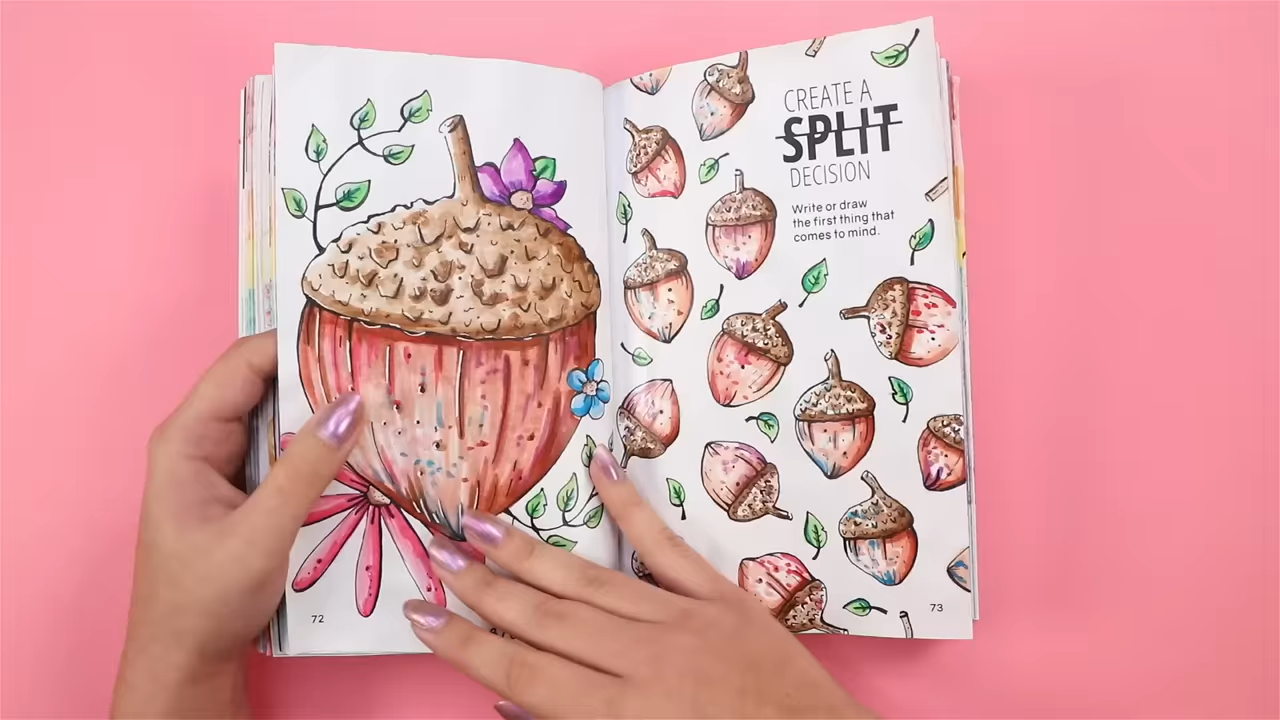 CREATE A
SPLIT
DECISION
Write or draw
the first thing that
comes to mind.
72
73